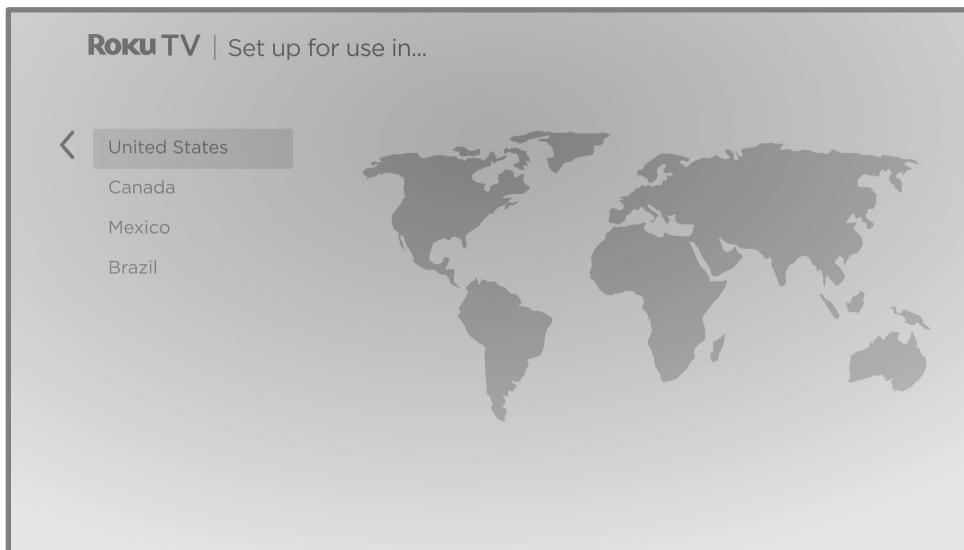 Roku TV | Set up for use in...
United States
Canada
Mexico
Brazil